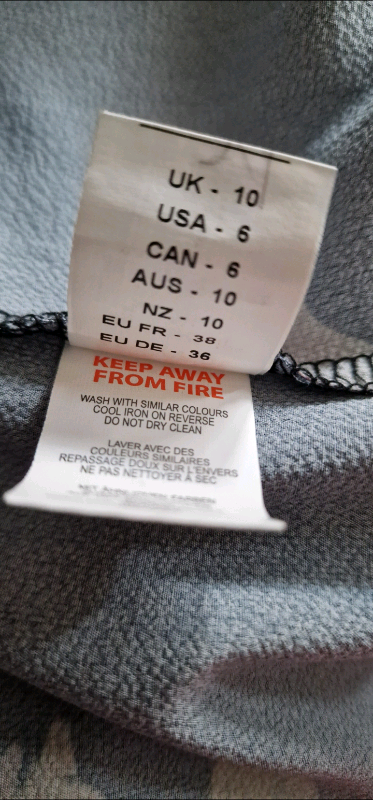 UK - 10
USA - 6
CAN - 6
AUS - 10
NZ - 10
EU FR - 38
EU DE - 36
KEEP AWAY
FROM FIRE
WASH WITH SIMILAR COLOURS
COOL IRON ON REVERSE
DO NOT DRY CLEAN
LAVER AVEC DES
COULEURS SIMILAIRES
REPASSAGE DOUX SUR L'ENVERS
NE PAS NETTOYER À SEC